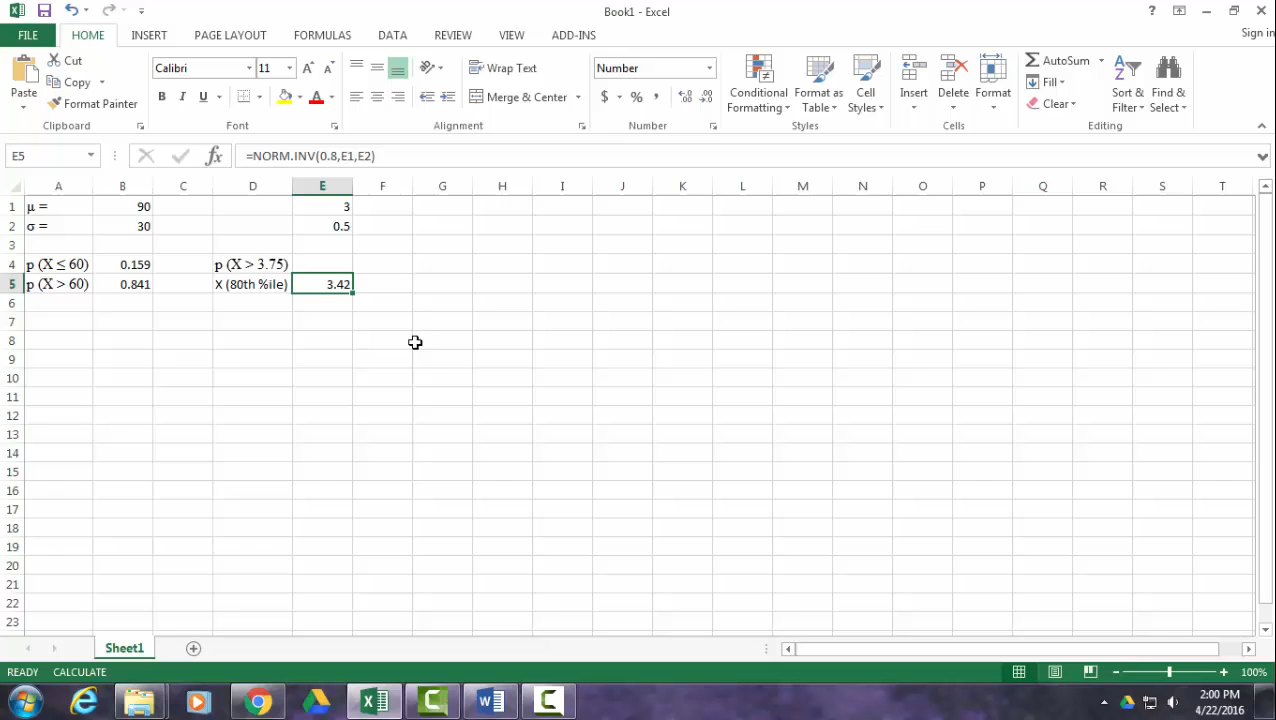 Book1 - Excel
Sign in
FILE HOME INSERT PAGE LAYOUT FORMULAS DATA REVIEW VIEW ADD-INS
Paste
Cut
Copy
Format Painter
Clipboard
Calibri 11
B I U
Font
Wrap Text
Merge & Center
Alignment
Number
$ % ,
Number
Conditional Formatting
Format as Table
Cell Styles
Styles
Insert
Delete
Format
Cells
AutoSum
Fill
Clear
Sort & Filter
Find & Select
Editing
E5 fx =NORM.INV(0.8,E1,E2)
A B C D E F G H I J K L M N O P Q R S T
1 μ = 90 3
2 σ = 30 0.5
3
4 p (X ≤ 60) 0.159 p (X > 3.75)
5 p (X > 60) 0.841 X (80th %ile) 3.42
6
7
8
9
10
11
12
13
14
15
16
17
18
19
20
21
22
23
Sheet1
READY CALCULATE 100%
2:00 PM
4/22/2016